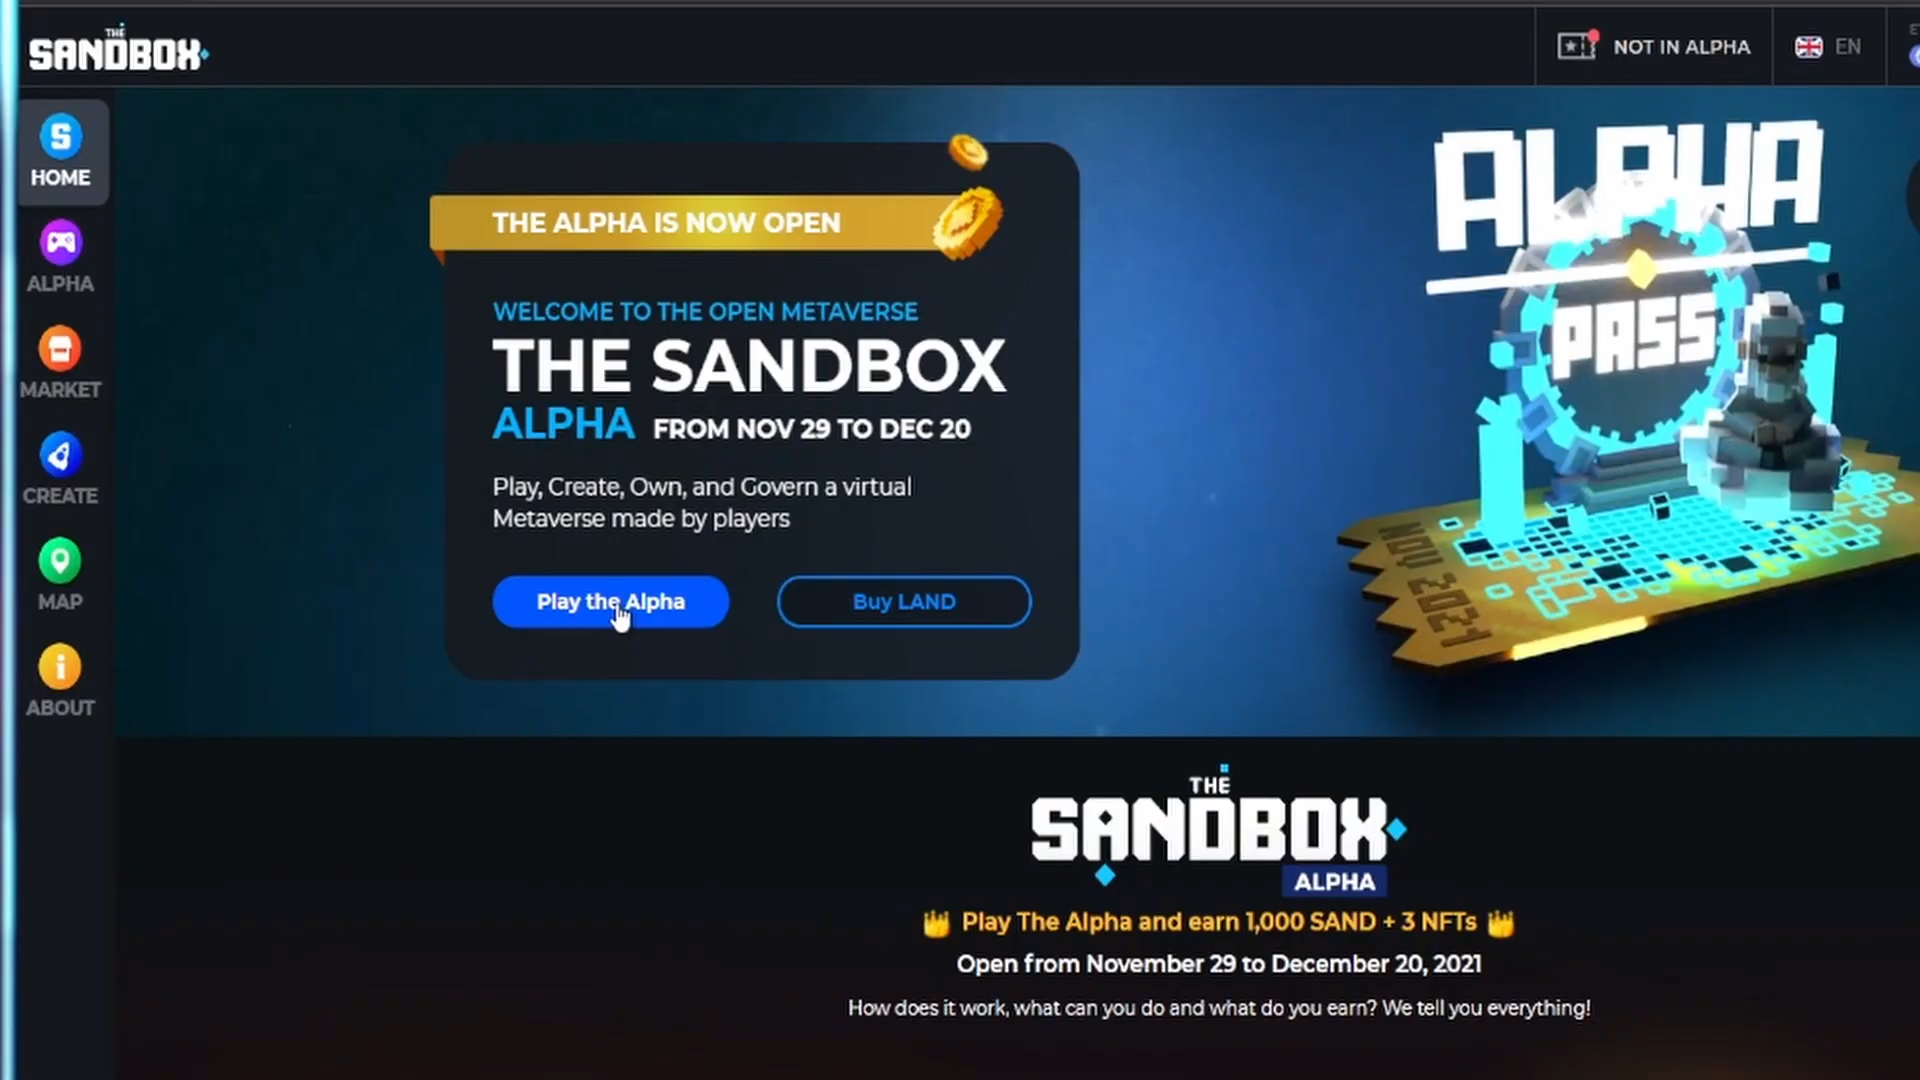 THE
SANDBOX
NOT IN ALPHA
EN
HOME
ALPHA
MARKET
CREATE
MAP
ABOUT
THE ALPHA IS NOW OPEN
WELCOME TO THE OPEN METAVERSE
THE SANDBOX
ALPHA FROM NOV 29 TO DEC 20
Play, Create, Own, and Govern a virtual
Metaverse made by players
Play the Alpha
Buy LAND
ALPHA
PASS
NOV 2021
THE
SANDBOX
ALPHA
Play The Alpha and earn 1,000 SAND + 3 NFTs
Open from November 29 to December 20, 2021
How does it work, what can you do and what do you earn? We tell you everything!